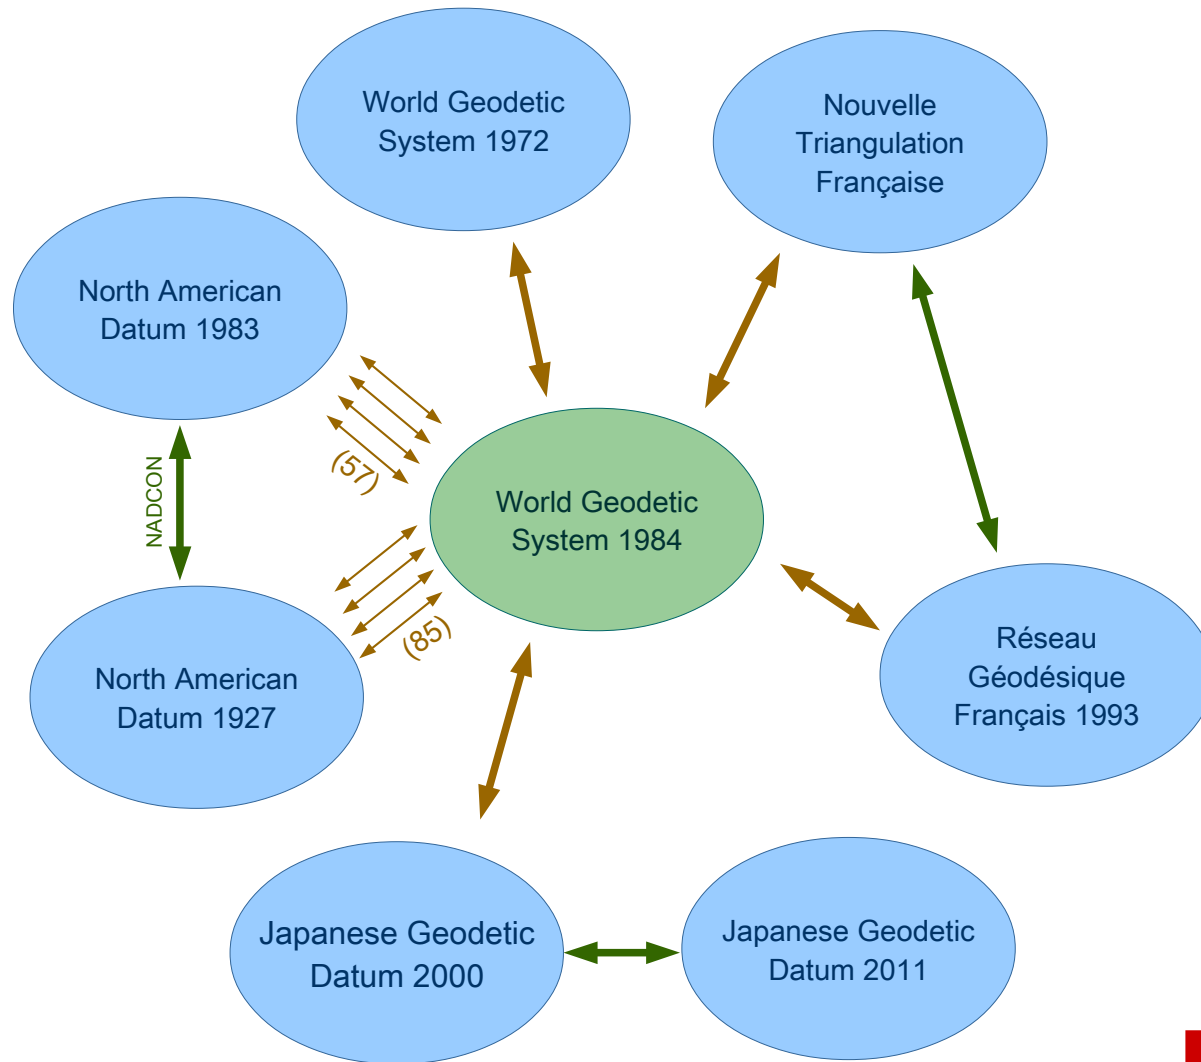 World Geodetic
System 1972
Nouvelle
Triangulation
Française
North American
Datum 1983
(57)
NADCON
World Geodetic
System 1984
(85)
North American
Datum 1927
Réseau
Géodésique
Français 1993
Japanese Geodetic
Datum 2000
Japanese Geodetic
Datum 2011